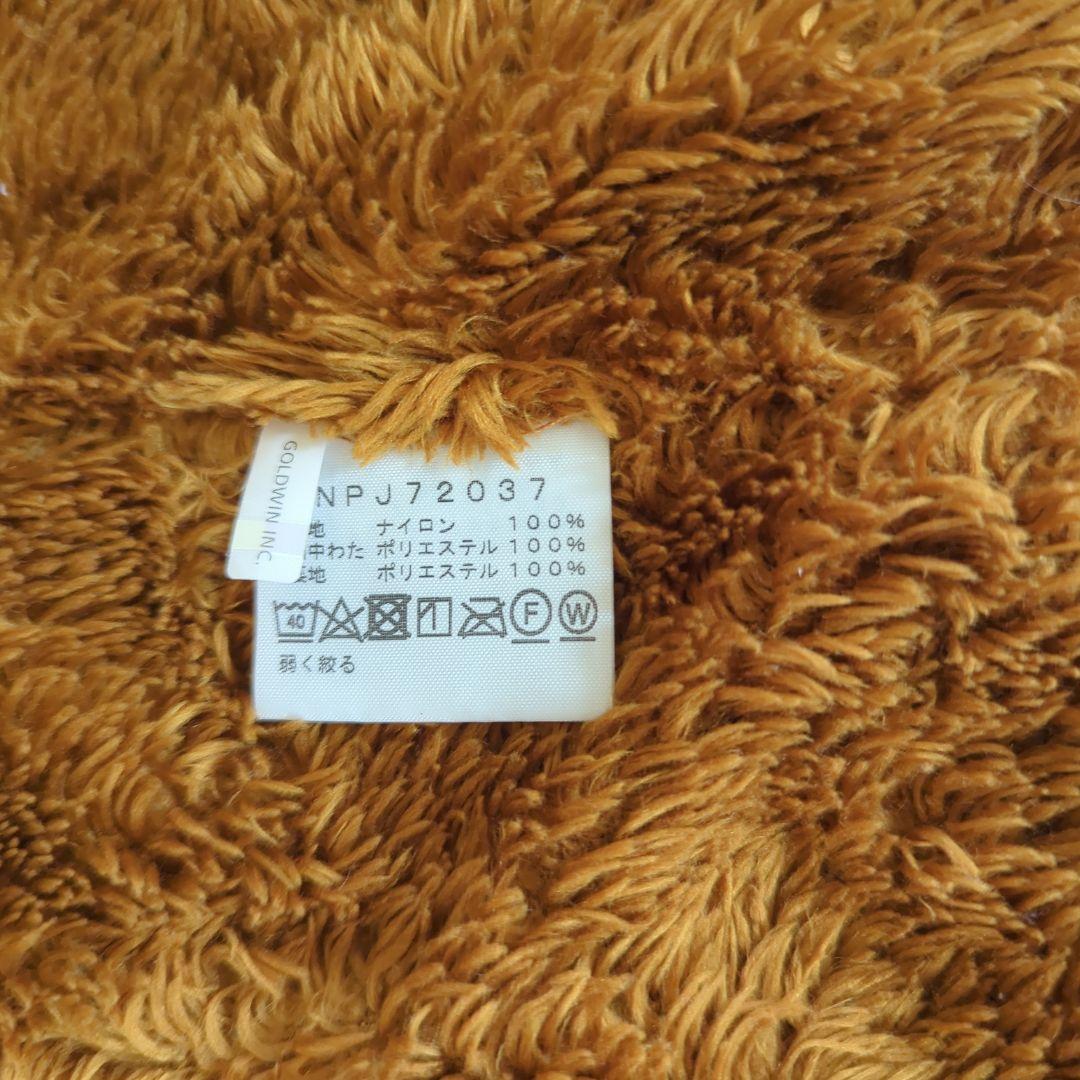 GOLDWIN INC.
NPJ72037
地 ナイロン 100%
中わた ポリエステル 100%
裏地 ポリエステル 100%
40 F W
弱く絞る